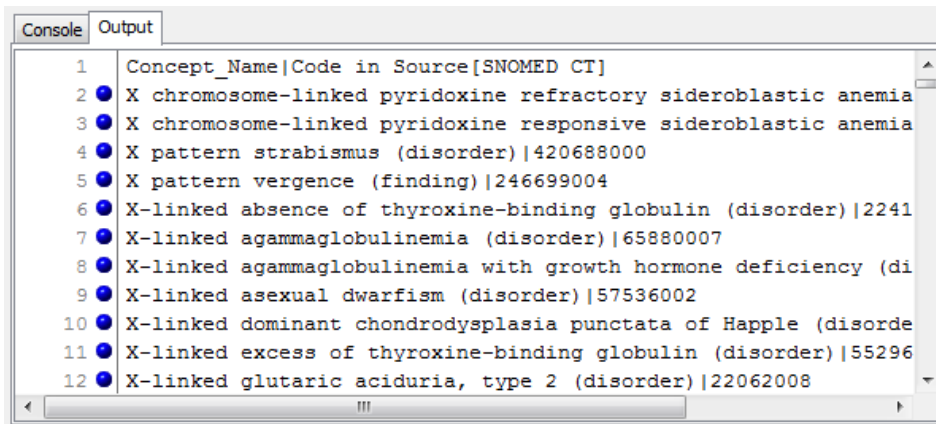 Console Output
1 Concept_Name|Code in Source[SNOMED CT]
2 X chromosome-linked pyridoxine refractory sideroblastic anemia
3 X chromosome-linked pyridoxine responsive sideroblastic anemia
4 X pattern strabismus (disorder)|420688000
5 X pattern vergence (finding)|246699004
6 X-linked absence of thyroxine-binding globulin (disorder)|2241
7 X-linked agammaglobulinemia (disorder)|65880007
8 X-linked agammaglobulinemia with growth hormone deficiency (di
9 X-linked asexual dwarfism (disorder)|57536002
10 X-linked dominant chondrodysplasia punctata of Happle (disorde
11 X-linked excess of thyroxine-binding globulin (disorder)|55296
12 X-linked glutaric aciduria, type 2 (disorder)|22062008